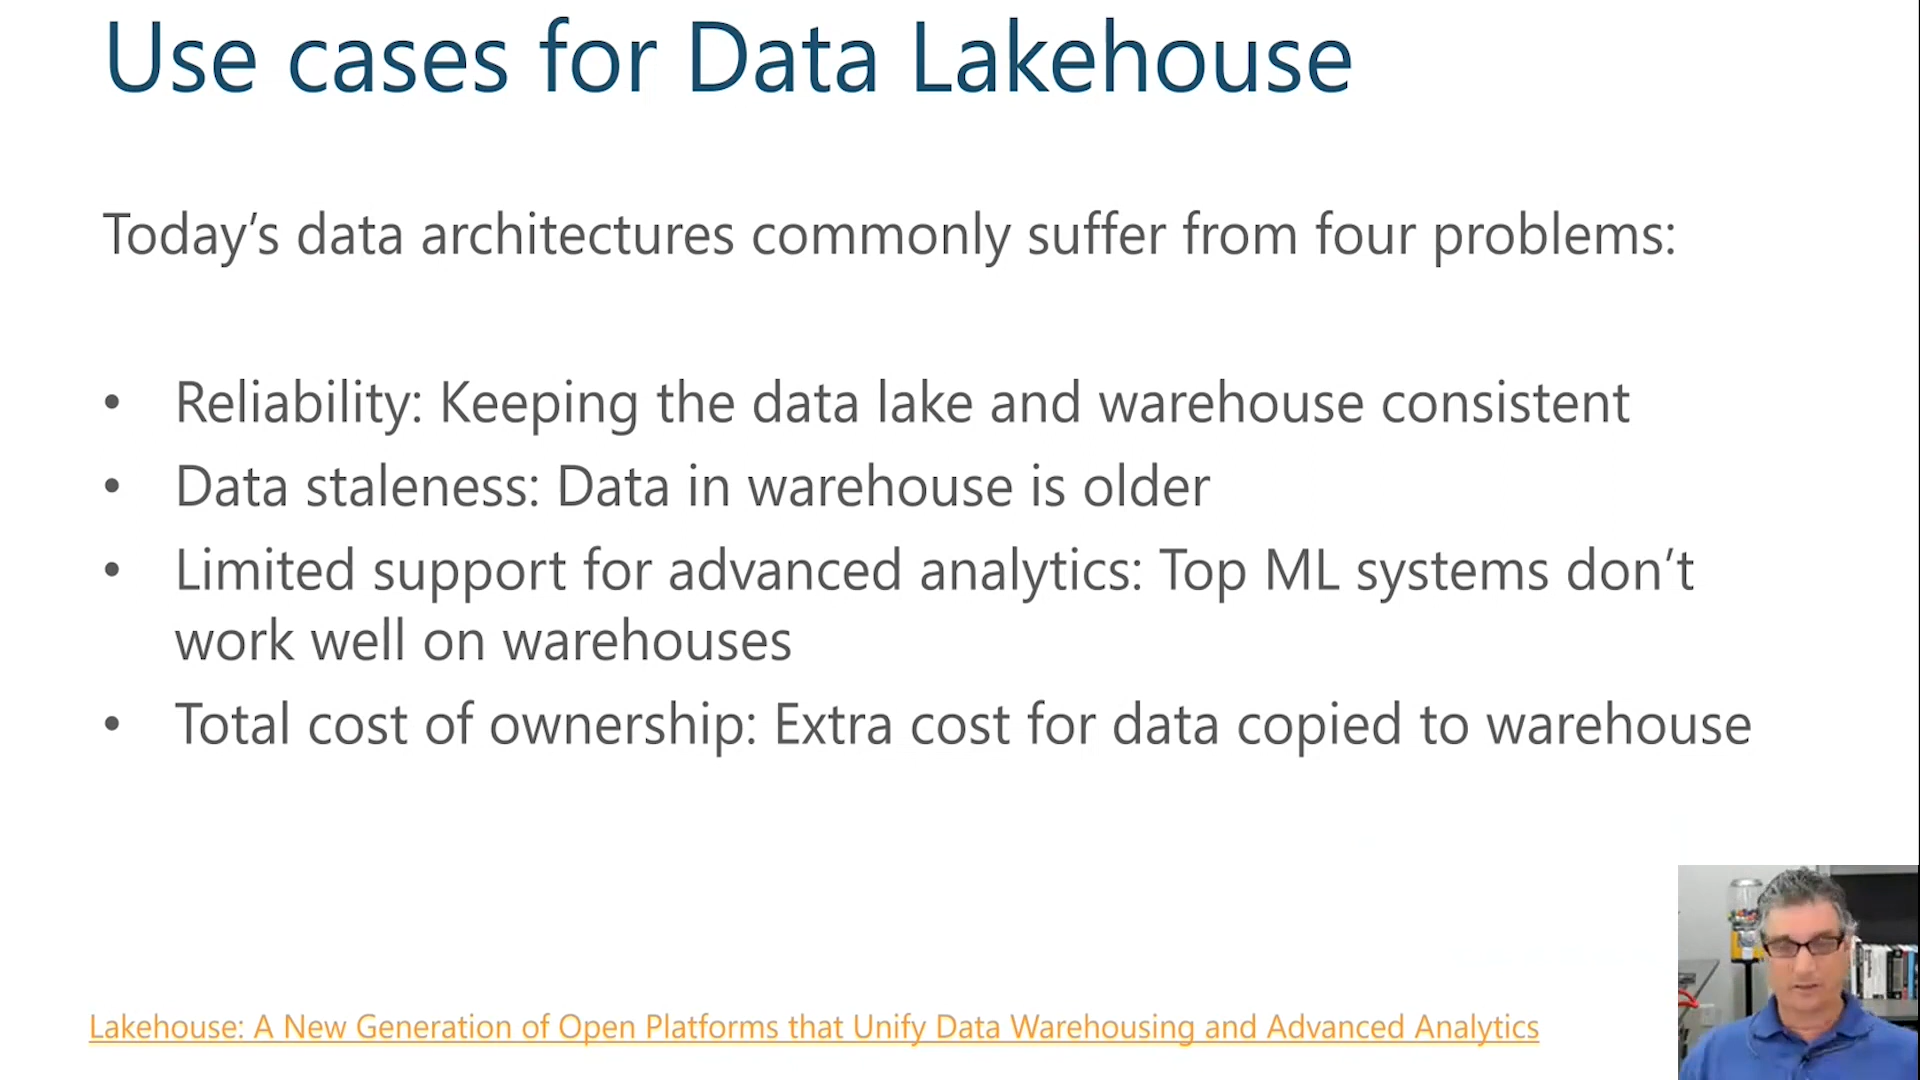 Use cases for Data Lakehouse
Today’s data architectures commonly suffer from four problems:
• Reliability: Keeping the data lake and warehouse consistent
• Data staleness: Data in warehouse is older
• Limited support for advanced analytics: Top ML systems don’t
work well on warehouses
• Total cost of ownership: Extra cost for data copied to warehouse
Lakehouse: A New Generation of Open Platforms that Unify Data Warehousing and Advanced Analytics